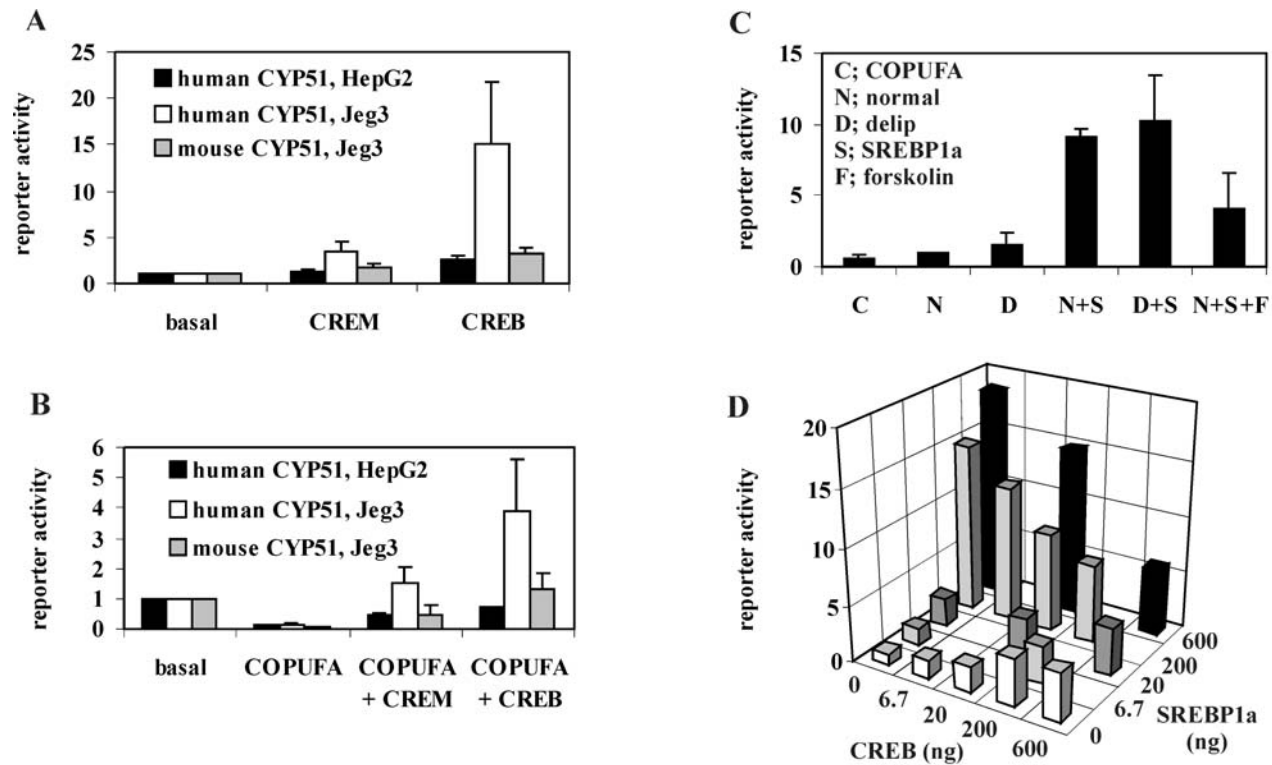 A
reporter activity
25
20
15
10
5
0
human CYP51, HepG2
human CYP51, Jeg3
mouse CYP51, Jeg3
basal CREM CREB
B
reporter activity
6
5
4
3
2
1
0
human CYP51, HepG2
human CYP51, Jeg3
mouse CYP51, Jeg3
basal COPUFA COPUFA COPUFA
+ CREM + CREB
C
reporter activity
15
10
5
0
C; COPUFA
N; normal
D; delip
S; SREBP1a
F; forskolin
C N D N+S D+S N+S+F
D
reporter activity
20
15
10
5
0
0
6.7
20
200
600
CREB (ng)
600
200
20
6.7
0
SREBP1a
(ng)